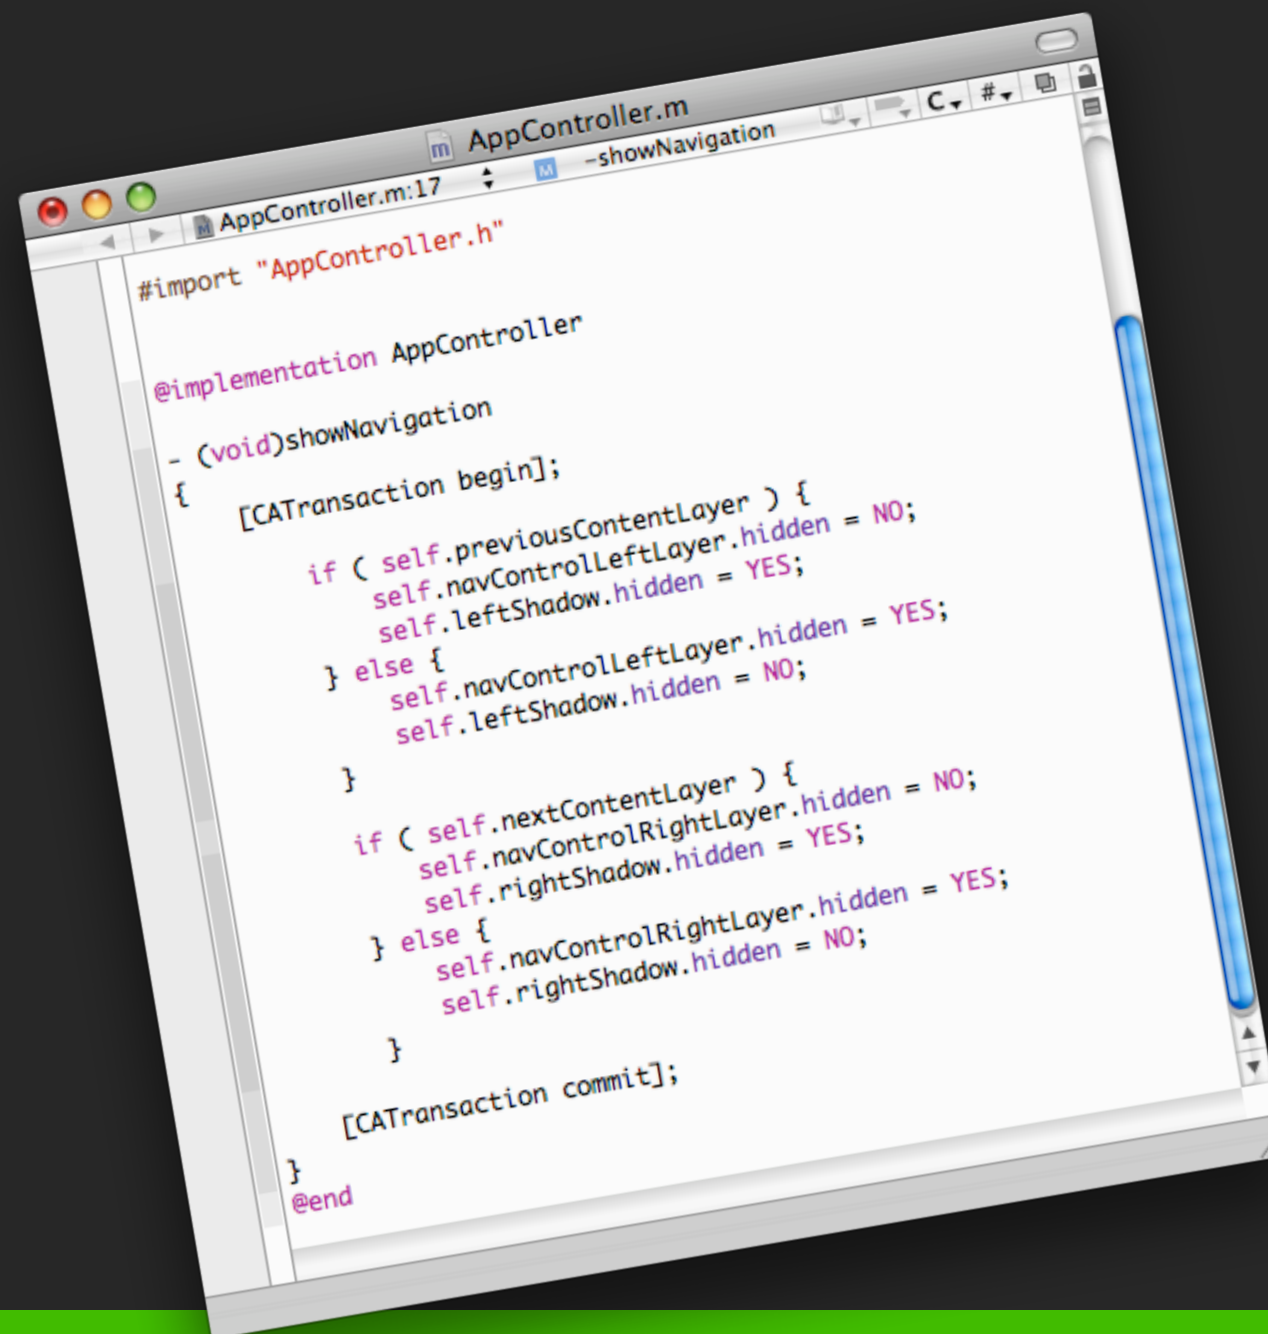 AppController.m
AppController.m:17 M -showNavigation C #
#import "AppController.h"
@implementation AppController
- (void)showNavigation
{
[CATransaction begin];
if ( self.previousContentLayer ) {
self.navControlLeftLayer.hidden = NO;
self.leftShadow.hidden = YES;
} else {
self.navControlLeftLayer.hidden = YES;
self.leftShadow.hidden = NO;
}
if ( self.nextContentLayer ) {
self.navControlRightLayer.hidden = NO;
self.rightShadow.hidden = YES;
} else {
self.navControlRightLayer.hidden = YES;
self.rightShadow.hidden = NO;
}
[CATransaction commit];
}
@end